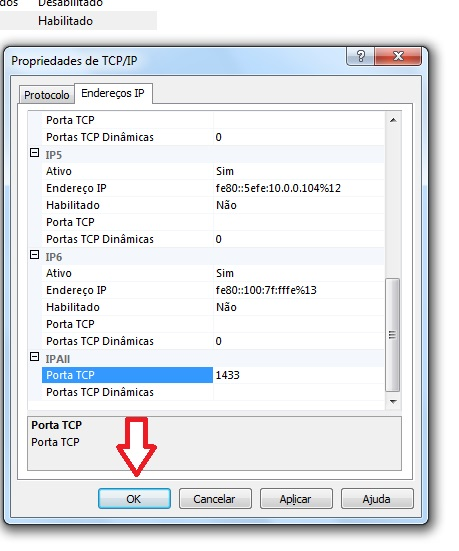 dos Desabilitado
Habilitado
Propriedades de TCP/IP
Protocolo Endereços IP
Porta TCP
Portas TCP Dinâmicas 0
IP5
Ativo Sim
Endereço IP fe80::5efe:10.0.0.104%12
Habilitado Não
Porta TCP
Portas TCP Dinâmicas 0
IP6
Ativo Sim
Endereço IP fe80::100:7f:fffe%13
Habilitado Não
Porta TCP
Portas TCP Dinâmicas 0
IPAll
Porta TCP 1433
Portas TCP Dinâmicas
Porta TCP
Porta TCP
OK Cancelar Aplicar Ajuda